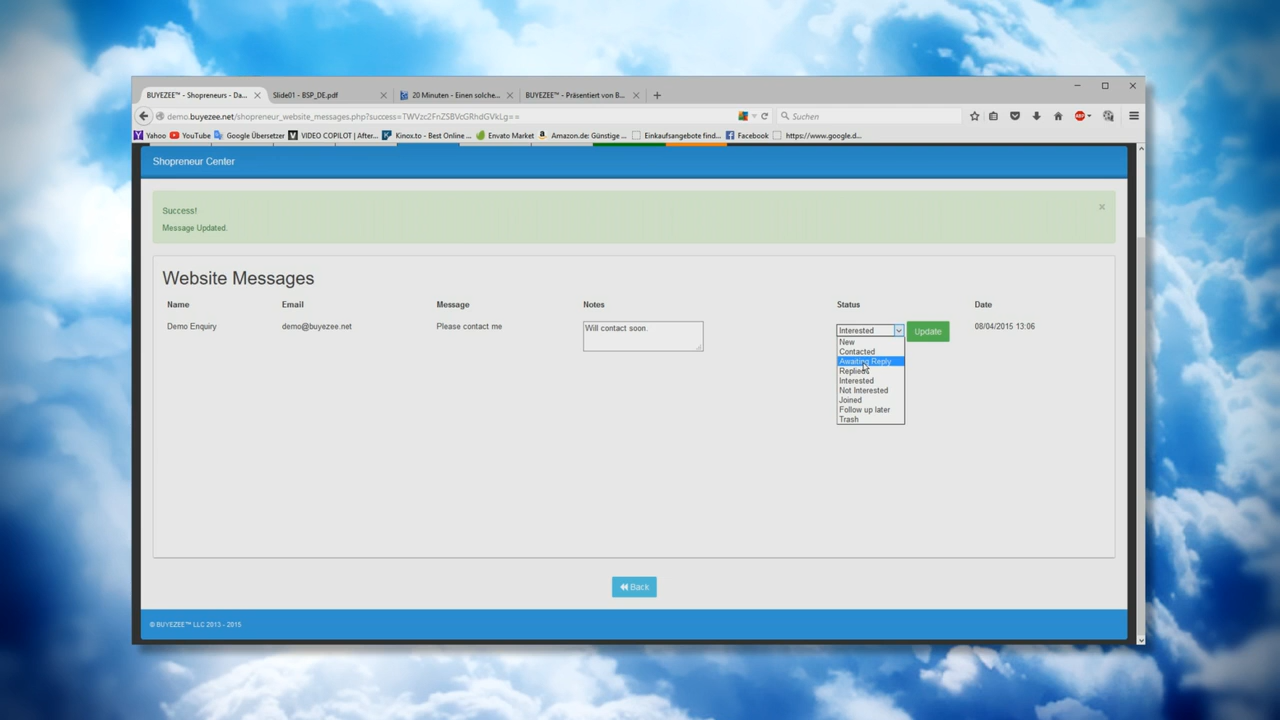 BUYEZEE™ - Shopreneurs - Da...
Slide01 - BSP_DE.pdf
20 Minuten - Einen solche...
BUYEZEE™ - Präsentiert von B...
demo.buyezee.net/shopreneur_website_messages.php?success=TWVzc2FnZSBVcGRhdGVkLg==
Suchen
Yahoo
YouTube
Google Übersetzer
VIDEO COPILOT | After...
Kinox.to - Best Online ...
Envato Market
Amazon.de: Günstige ...
Einkaufsangebote find...
Facebook
https://www.google.d...
Shopreneur Center
Success!
Message Updated.
Website Messages
Name Email Message Notes Status Date
Demo Enquiry demo@buyezee.net Please contact me Will contact soon. Interested Update 08/04/2015 13:06
New
Contacted
Awaiting Reply
Replied
Interested
Not Interested
Joined
Follow up later
Trash
Back
© BUYEZEE™ LLC 2013 - 2015